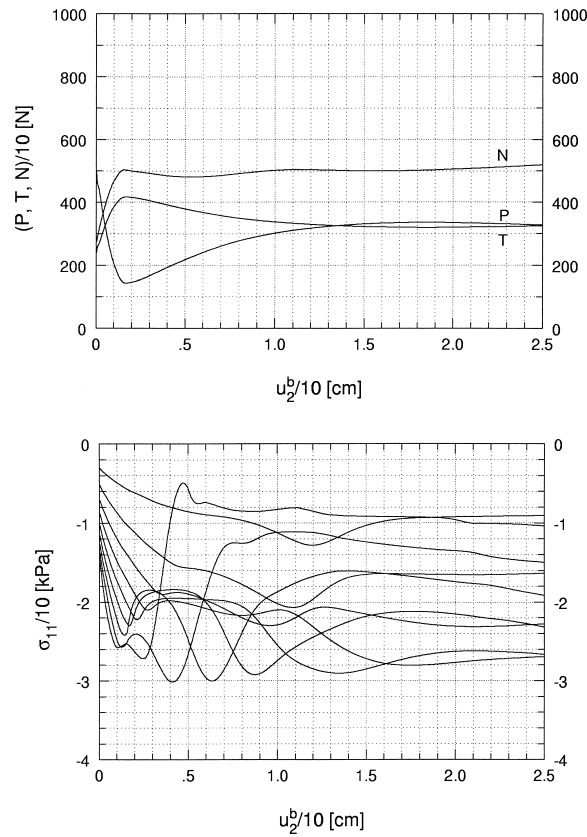 1000 1000
800 800
600 600
400 400
200 200
0 0
N
P
T
(P, T, N)/10 [N]
0 .5 1.0 1.5 2.0 2.5
u₂ᵇ/10 [cm]
0 0
-1 -1
-2 -2
-3 -3
-4 -4
σ₁₁/10 [kPa]
0 .5 1.0 1.5 2.0 2.5
u₂ᵇ/10 [cm]